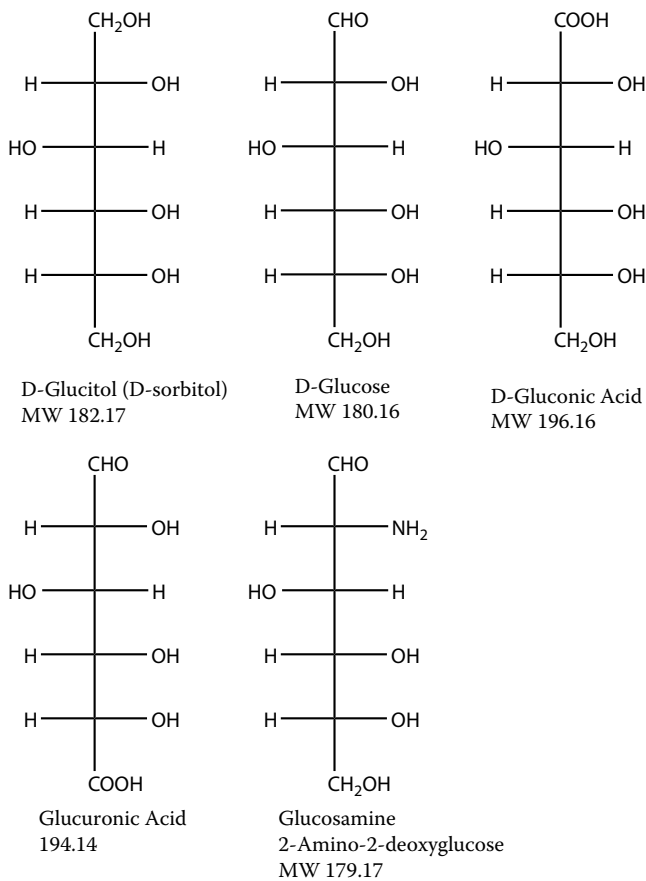 CH2OH CHO COOH
H OH H OH H OH
HO H HO H HO H
H OH H OH H OH
H OH H OH H OH
CH2OH CH2OH CH2OH
D-Glucitol (D-sorbitol)
MW 182.17
D-Glucose
MW 180.16
D-Gluconic Acid
MW 196.16
CHO CHO
H OH H NH2
HO H HO H
H OH H OH
H OH H OH
COOH CH2OH
Glucuronic Acid
194.14
Glucosamine
2-Amino-2-deoxyglucose
MW 179.17